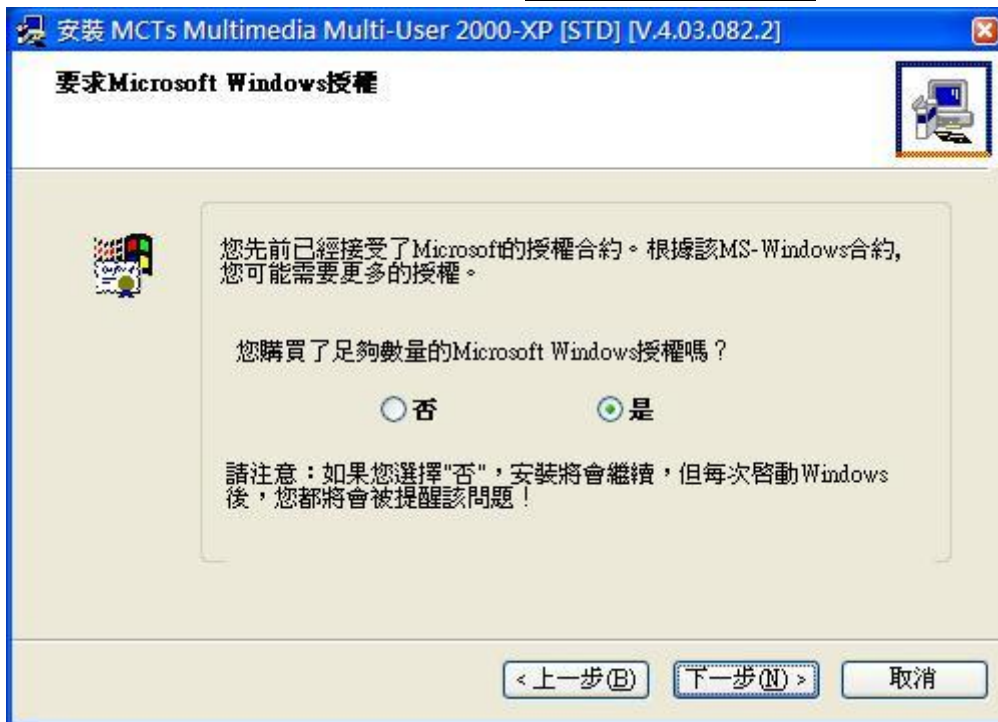 安裝 MCTs Multimedia Multi-User 2000-XP [STD] [V.4.03.082.2]
要求Microsoft Windows授權
您先前已經接受了Microsoft的授權合約。根據該MS-Windows合約,
您可能需要更多的授權。
您購買了足夠數量的Microsoft Windows授權嗎？
否
是
請注意：如果您選擇"否"，安裝將會繼續，但每次啓動Windows
後，您都將會被提醒該問題！
<上一步(B)
下一步(N)>
取消